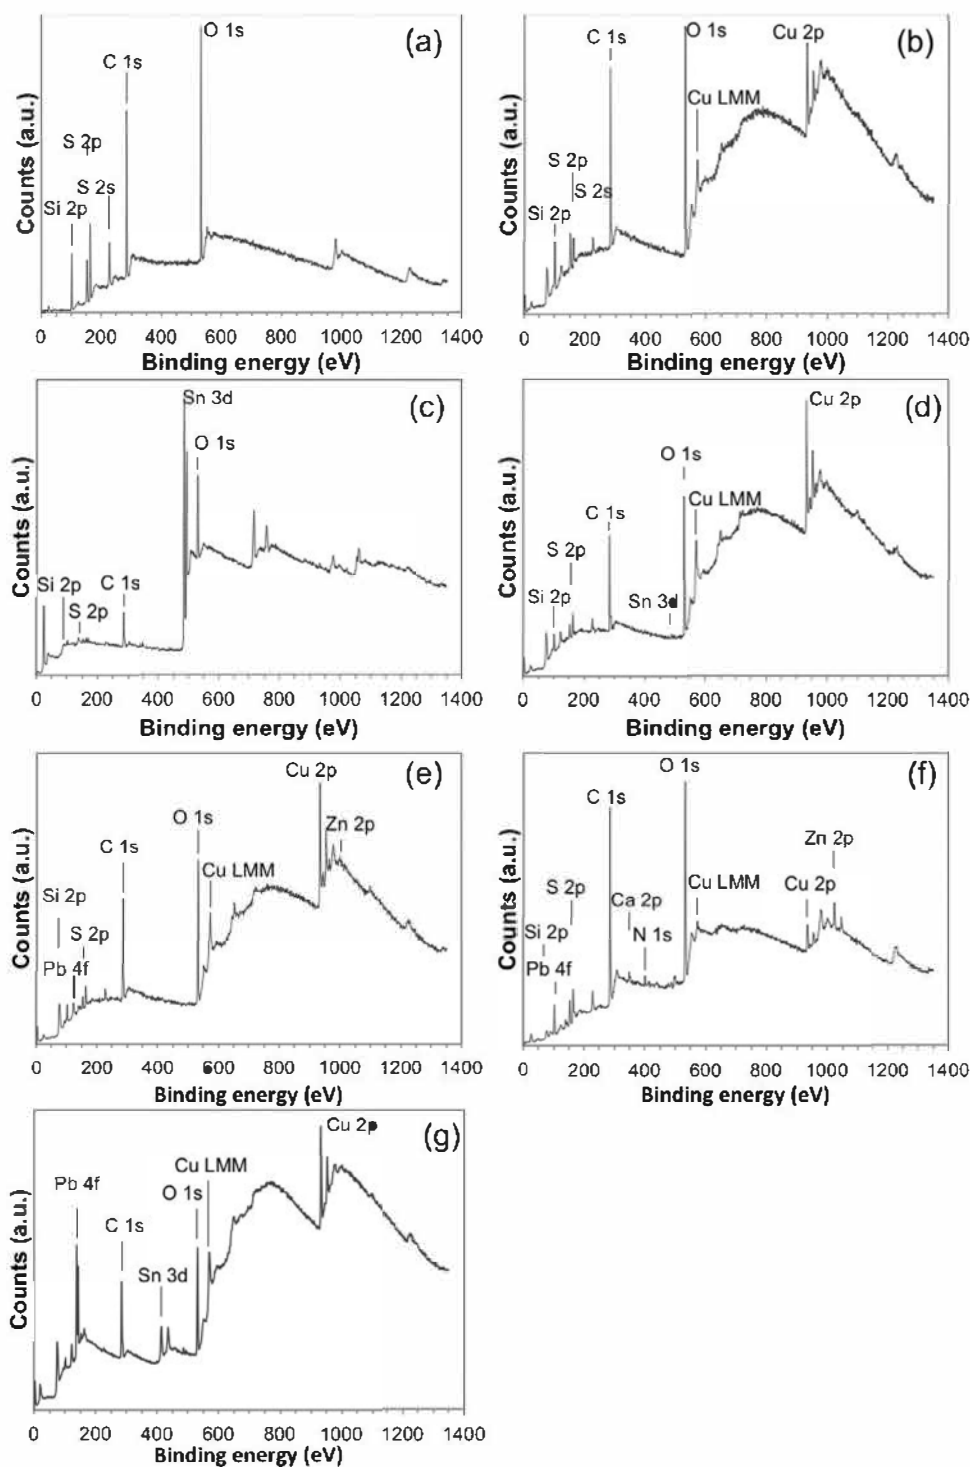 (a)
O 1s
C 1s
S 2p
S 2s
Si 2p
Counts (a.u.)
0 200 400 600 800 1000 1200 1400
Binding energy (eV)
(b)
C 1s
O 1s
Cu 2p
Cu LMM
S 2p
S 2s
Si 2p
Counts (a.u.)
0 200 400 600 800 1000 1200 1400
Binding energy (eV)
(c)
Sn 3d
O 1s
Si 2p
S 2p
C 1s
Counts (a.u.)
0 200 400 600 800 1000 1200 1400
Binding energy (eV)
(d)
Cu 2p
O 1s
Cu LMM
C 1s
S 2p
Si 2p
Sn 3d
Counts (a.u.)
0 200 400 600 800 1000 1200 1400
Binding energy (eV)
(e)
Cu 2p
Zn 2p
O 1s
Cu LMM
C 1s
Si 2p
S 2p
Pb 4f
Counts (a.u.)
0 200 400 600 800 1000 1200 1400
Binding energy (eV)
(f)
O 1s
C 1s
Zn 2p
S 2p
Cu LMM
Cu 2p
Ca 2p
Si 2p
N 1s
Pb 4f
Counts (a.u.)
0 200 400 600 800 1000 1200 1400
Binding energy (eV)
(g)
Cu 2p
Cu LMM
O 1s
Pb 4f
C 1s
Sn 3d
Counts (a.u.)
0 200 400 600 800 1000 1200 1400
Binding energy (eV)